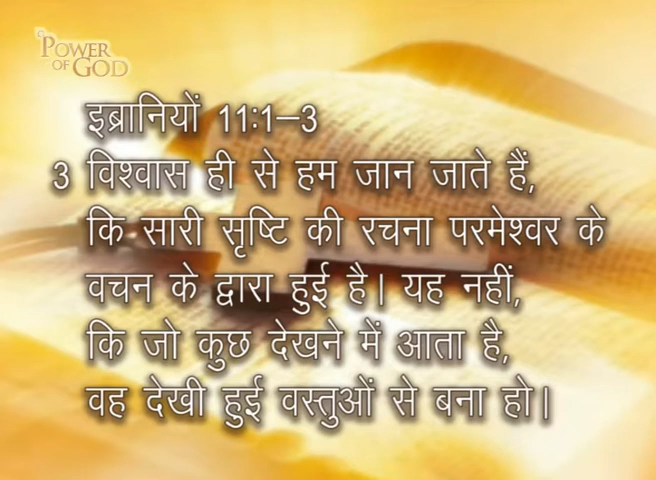 © POWER
OF GOD
इब्रानियों 11:1–3
3 विश्वास ही से हम जान जाते हैं,
कि सारी सृष्टि की रचना परमेश्वर के
वचन के द्वारा हुई है। यह नहीं,
कि जो कुछ देखने में आता है,
वह देखी हुई वस्तुओं से बना हो।